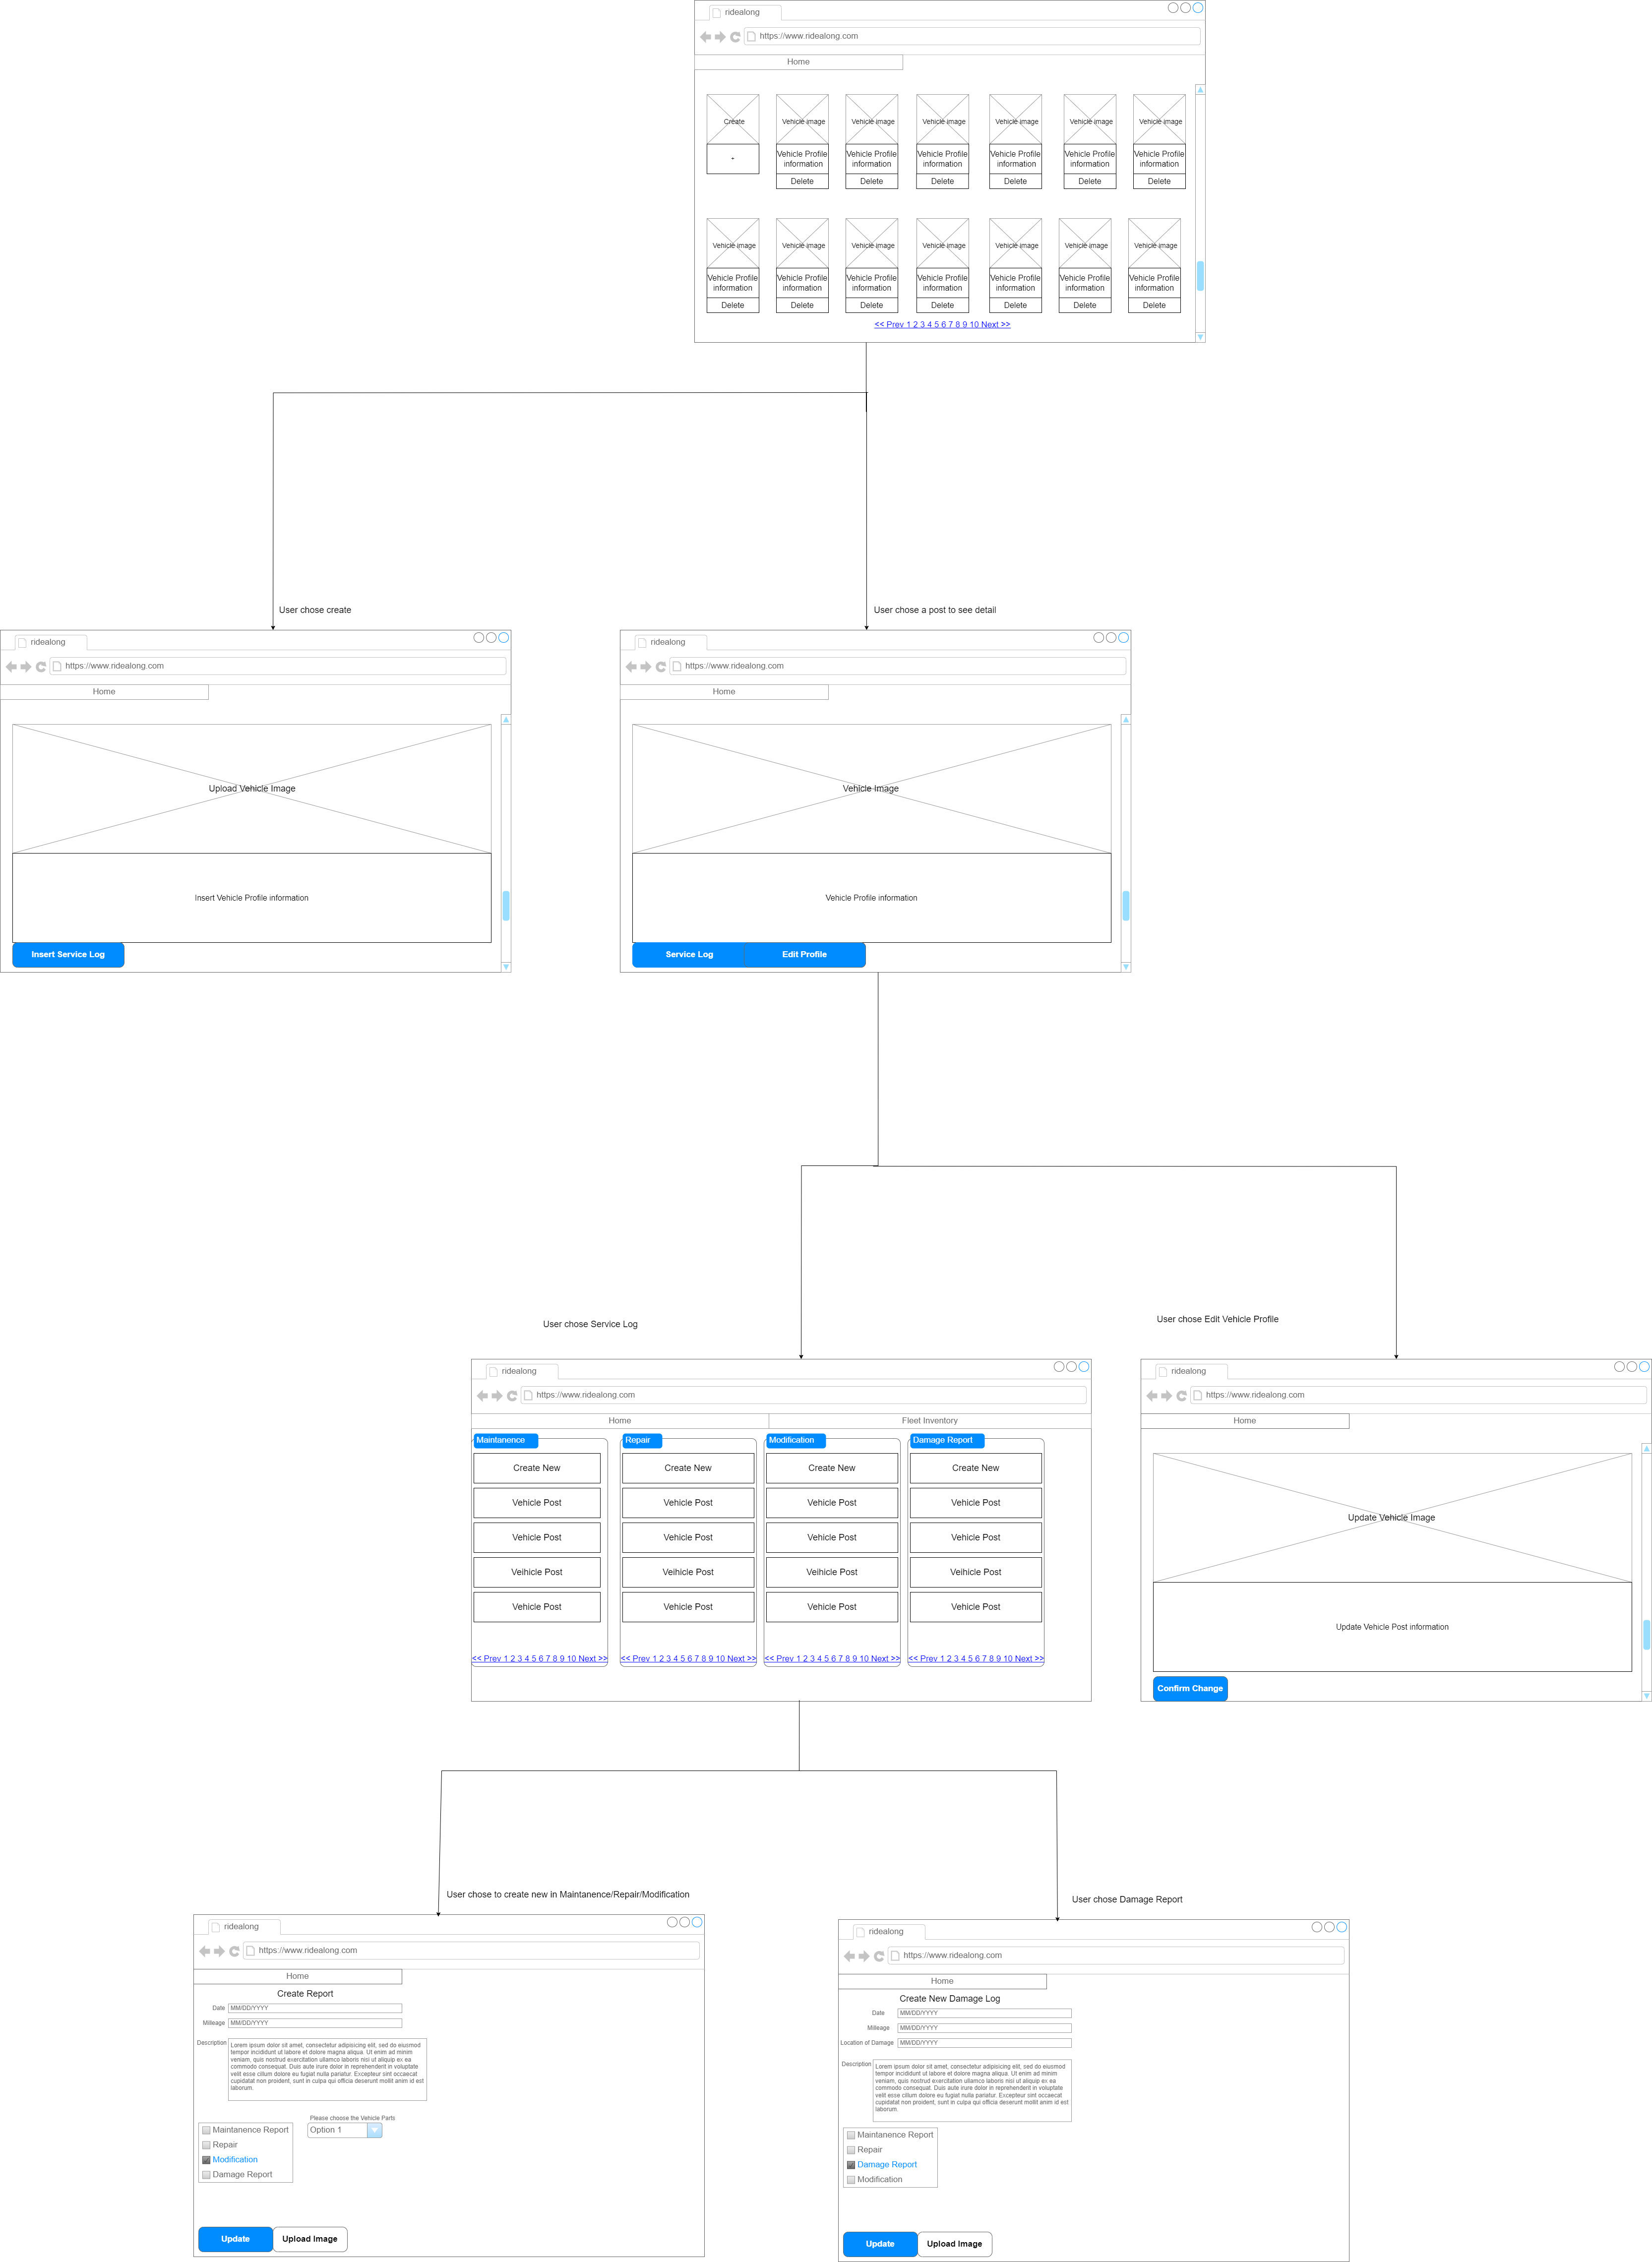 ridealong
https://www.ridealong.com
Home
Create
Vehicle image
Vehicle image
Vehicle image
Vehicle image
Vehicle image
Vehicle image
+
Vehicle Profile
information
Vehicle Profile
information
Vehicle Profile
information
Vehicle Profile
information
Vehicle Profile
information
Vehicle Profile
information
Delete
Delete
Delete
Delete
Delete
Delete
Vehicle image
Vehicle image
Vehicle image
Vehicle image
Vehicle image
Vehicle image
Vehicle image
Vehicle Profile
information
Vehicle Profile
information
Vehicle Profile
information
Vehicle Profile
information
Vehicle Profile
information
Vehicle Profile
information
Vehicle Profile
information
Delete
Delete
Delete
Delete
Delete
Delete
Delete
<< Prev 1 2 3 4 5 6 7 8 9 10 Next >>
User chose create
User chose a post to see detail
ridealong
https://www.ridealong.com
Home
Upload Vehicle Image
Insert Vehicle Profile information
Insert Service Log
ridealong
https://www.ridealong.com
Home
Vehicle Image
Vehicle Profile information
Service Log
Edit Profile
User chose Service Log
User chose Edit Vehicle Profile
ridealong
https://www.ridealong.com
Home
Fleet Inventory
Maintanence
Repair
Modification
Damage Report
Create New
Create New
Create New
Create New
Vehicle Post
Vehicle Post
Vehicle Post
Vehicle Post
Vehicle Post
Vehicle Post
Vehicle Post
Vehicle Post
Veihicle Post
Veihicle Post
Veihicle Post
Veihicle Post
Vehicle Post
Vehicle Post
Vehicle Post
Vehicle Post
<< Prev 1 2 3 4 5 6 7 8 9 10 Next >>
<< Prev 1 2 3 4 5 6 7 8 9 10 Next >>
<< Prev 1 2 3 4 5 6 7 8 9 10 Next >>
<< Prev 1 2 3 4 5 6 7 8 9 10 Next >>
ridealong
https://www.ridealong.com
Home
Update Vehicle Image
Update Vehicle Post information
Confirm Change
User chose to create new in Maintanence/Repair/Modification
User chose Damage Report
ridealong
https://www.ridealong.com
Home
Create Report
Date
MM/DD/YYYY
Milleage
MM/DD/YYYY
Description
Lorem ipsum dolor sit amet, consectetur adipisicing elit, sed do eiusmod
tempor incididunt ut labore et dolore magna aliqua. Ut enim ad minim
veniam, quis nostrud exercitation ullamco laboris nisi ut aliquip ex ea
commodo consequat. Duis aute irure dolor in reprehenderit in voluptate
velit esse cillum dolore eu fugiat nulla pariatur. Excepteur sint occaecat
cupidatat non proident, sunt in culpa qui officia deserunt mollit anim id est
laborum.
Please choose the Vehicle Parts
Option 1
Maintanence Report
Repair
Modification
Damage Report
Update
Upload Image
ridealong
https://www.ridealong.com
Home
Create New Damage Log
Date
MM/DD/YYYY
Milleage
MM/DD/YYYY
Location of Damage
MM/DD/YYYY
Description
Lorem ipsum dolor sit amet, consectetur adipisicing elit, sed do eiusmod
tempor incididunt ut labore et dolore magna aliqua. Ut enim ad minim
veniam, quis nostrud exercitation ullamco laboris nisi ut aliquip ex ea
commodo consequat. Duis aute irure dolor in reprehenderit in voluptate
velit esse cillum dolore eu fugiat nulla pariatur. Excepteur sint occaecat
cupidatat non proident, sunt in culpa qui officia deserunt mollit anim id est
laborum.
Maintanence Report
Repair
Damage Report
Modification
Update
Upload Image